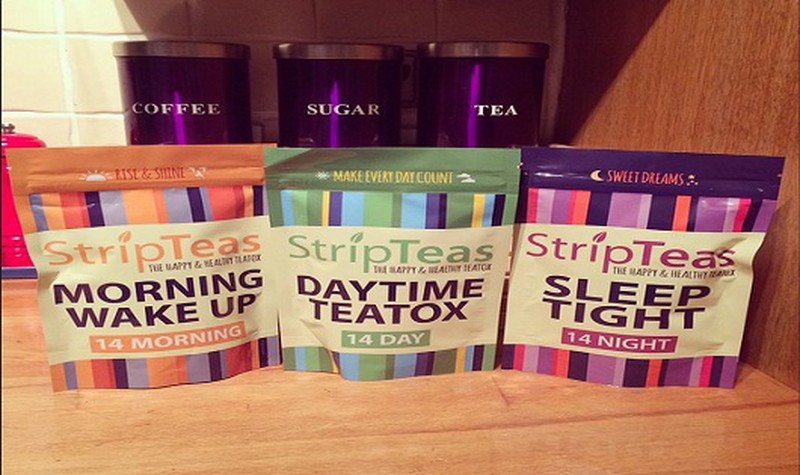 COFFEE
SUGAR
TEA
RISE & SHINE
StripTeas
THE HAPPY & HEALTHY TEATOX
MORNING
WAKE UP
14 MORNING
MAKE EVERY DAY COUNT
StripTeas
THE HAPPY & HEALTHY TEATOX
DAYTIME
TEATOX
14 DAY
SWEET DREAMS
StripTeas
THE HAPPY & HEALTHY TEATOX
SLEEP
TIGHT
14 NIGHT